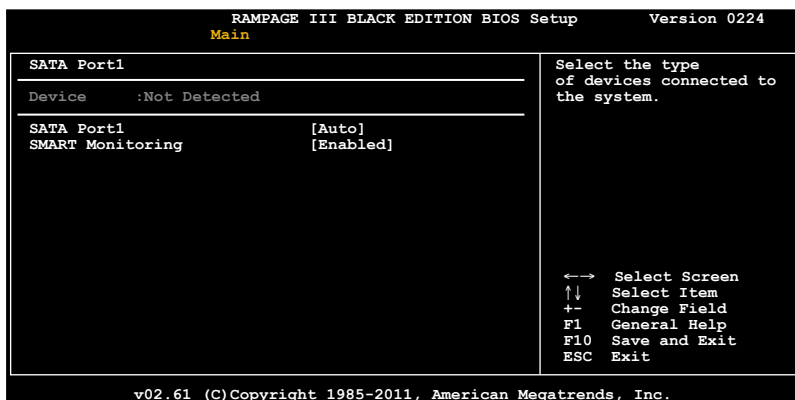 RAMPAGE III BLACK EDITION BIOS Setup Version 0224
Main
SATA Port1
Device :Not Detected
SATA Port1 [Auto]
SMART Monitoring [Enabled]
Select the type
of devices connected to
the system.
←→ Select Screen
↑↓ Select Item
+- Change Field
F1 General Help
F10 Save and Exit
ESC Exit
v02.61 (C)Copyright 1985-2011, American Megatrends, Inc.